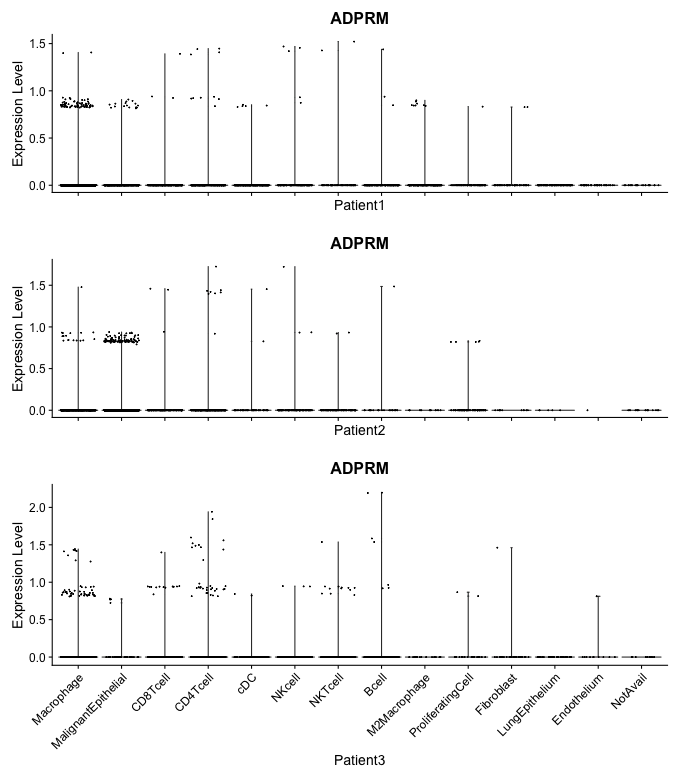 ADPRM
Expression Level
1.5
1.0
0.5
0.0
Patient1
ADPRM
Expression Level
1.5
1.0
0.5
0.0
Patient2
ADPRM
Expression Level
2.0
1.5
1.0
0.5
0.0
Macrophage
MalignantEpithelial
CD8Tcell
CD4Tcell
cDC
NKcell
NKTcell
Bcell
M2Macrophage
ProliferatingCell
Fibroblast
LungEpithelium
Endothelium
NotAvail
Patient3